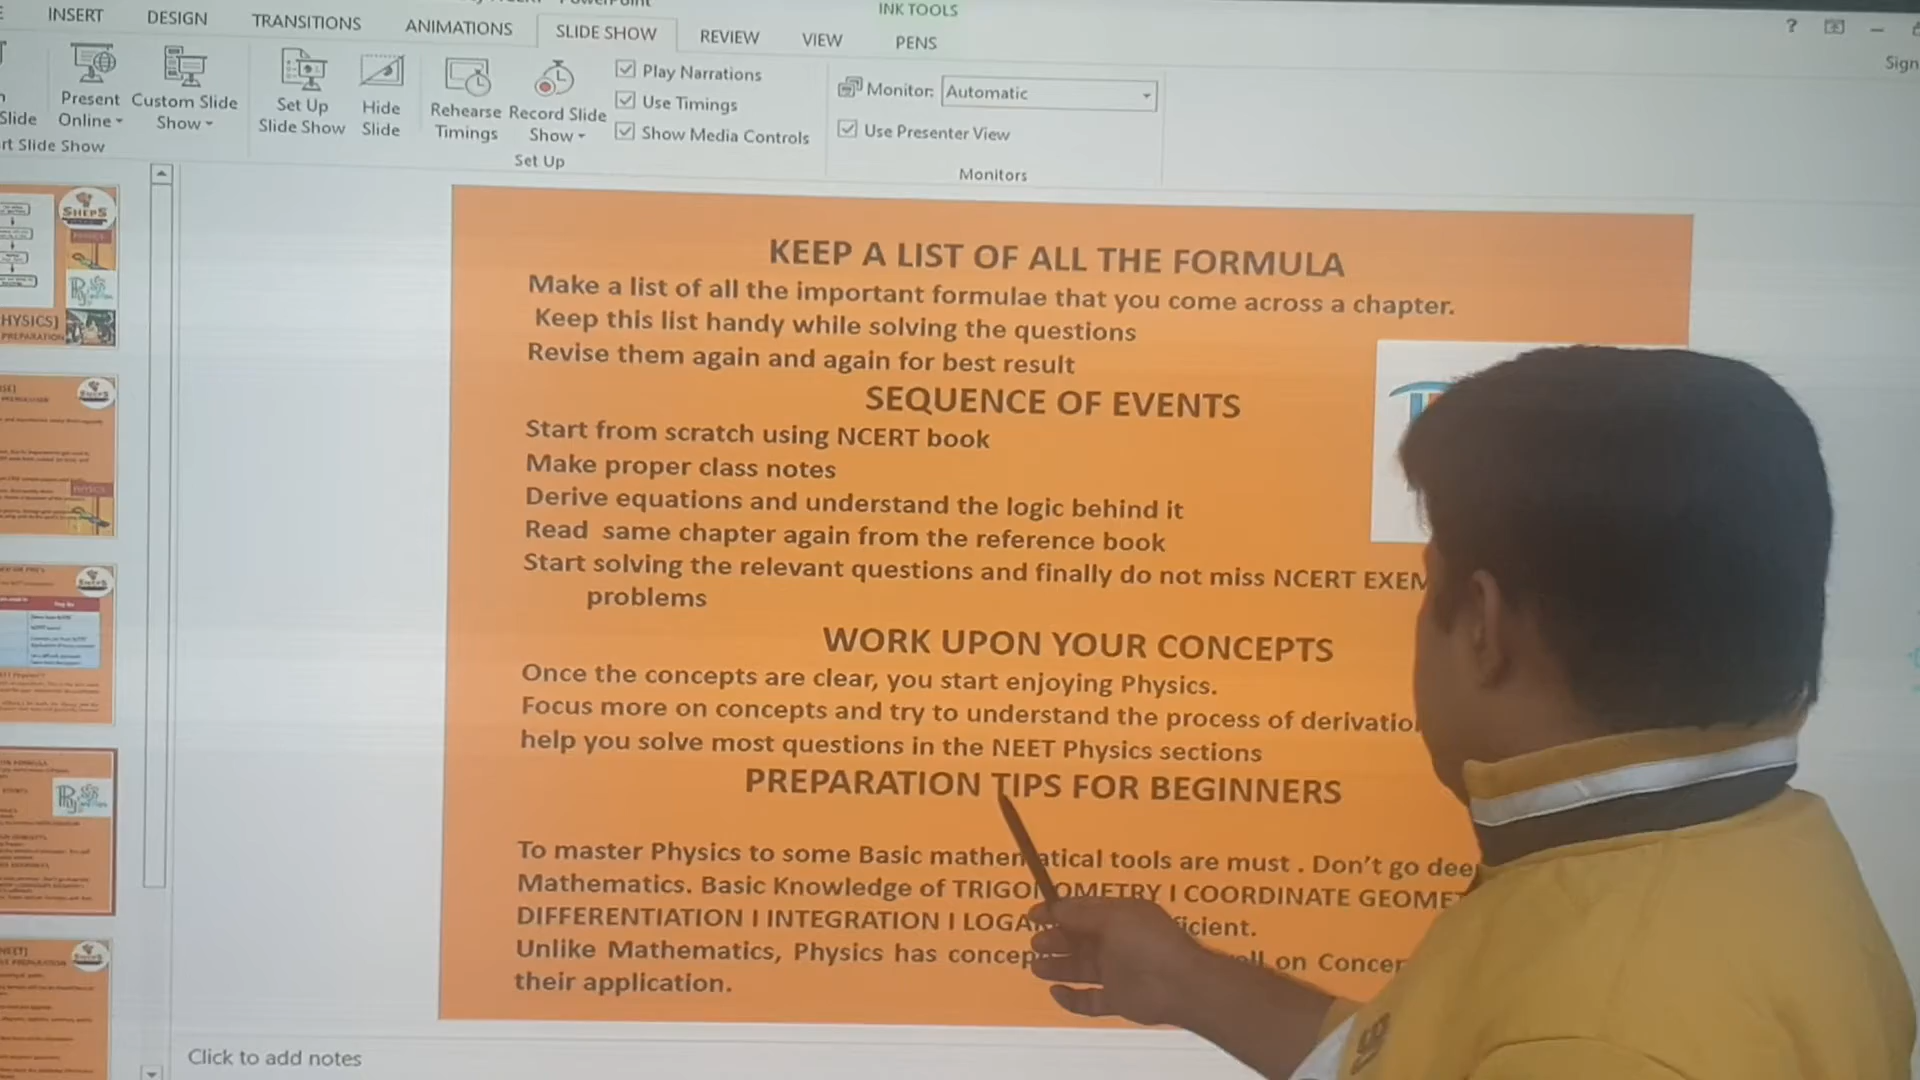 INSERT DESIGN TRANSITIONS ANIMATIONS SLIDE SHOW REVIEW VIEW
INK TOOLS
PENS
Sign
Slide
Present
Online
Custom Slide
Show
Set Up
Slide Show
Hide
Slide
Rehearse
Timings
Record Slide
Show
Play Narrations
Use Timings
Show Media Controls
Monitor: Automatic
Use Presenter View
rt Slide Show
Set Up
Monitors
KEEP A LIST OF ALL THE FORMULA
Make a list of all the important formulae that you come across a chapter.
Keep this list handy while solving the questions
Revise them again and again for best result
SEQUENCE OF EVENTS
Start from scratch using NCERT book
Make proper class notes
Derive equations and understand the logic behind it
Read same chapter again from the reference book
Start solving the relevant questions and finally do not miss NCERT EXEM
problems
WORK UPON YOUR CONCEPTS
Once the concepts are clear, you start enjoying Physics.
Focus more on concepts and try to understand the process of derivatio
help you solve most questions in the NEET Physics sections
PREPARATION TIPS FOR BEGINNERS
To master Physics to some Basic mathematical tools are must . Don't go dee
Mathematics. Basic Knowledge of TRIGONOMETRY I COORDINATE GEOME
DIFFERENTIATION I INTEGRATION I LOGA icient.
Unlike Mathematics, Physics has concep on Concer
their application.
SHEPS
HYSICS]
PREPARATION
NEET]
Click to add notes